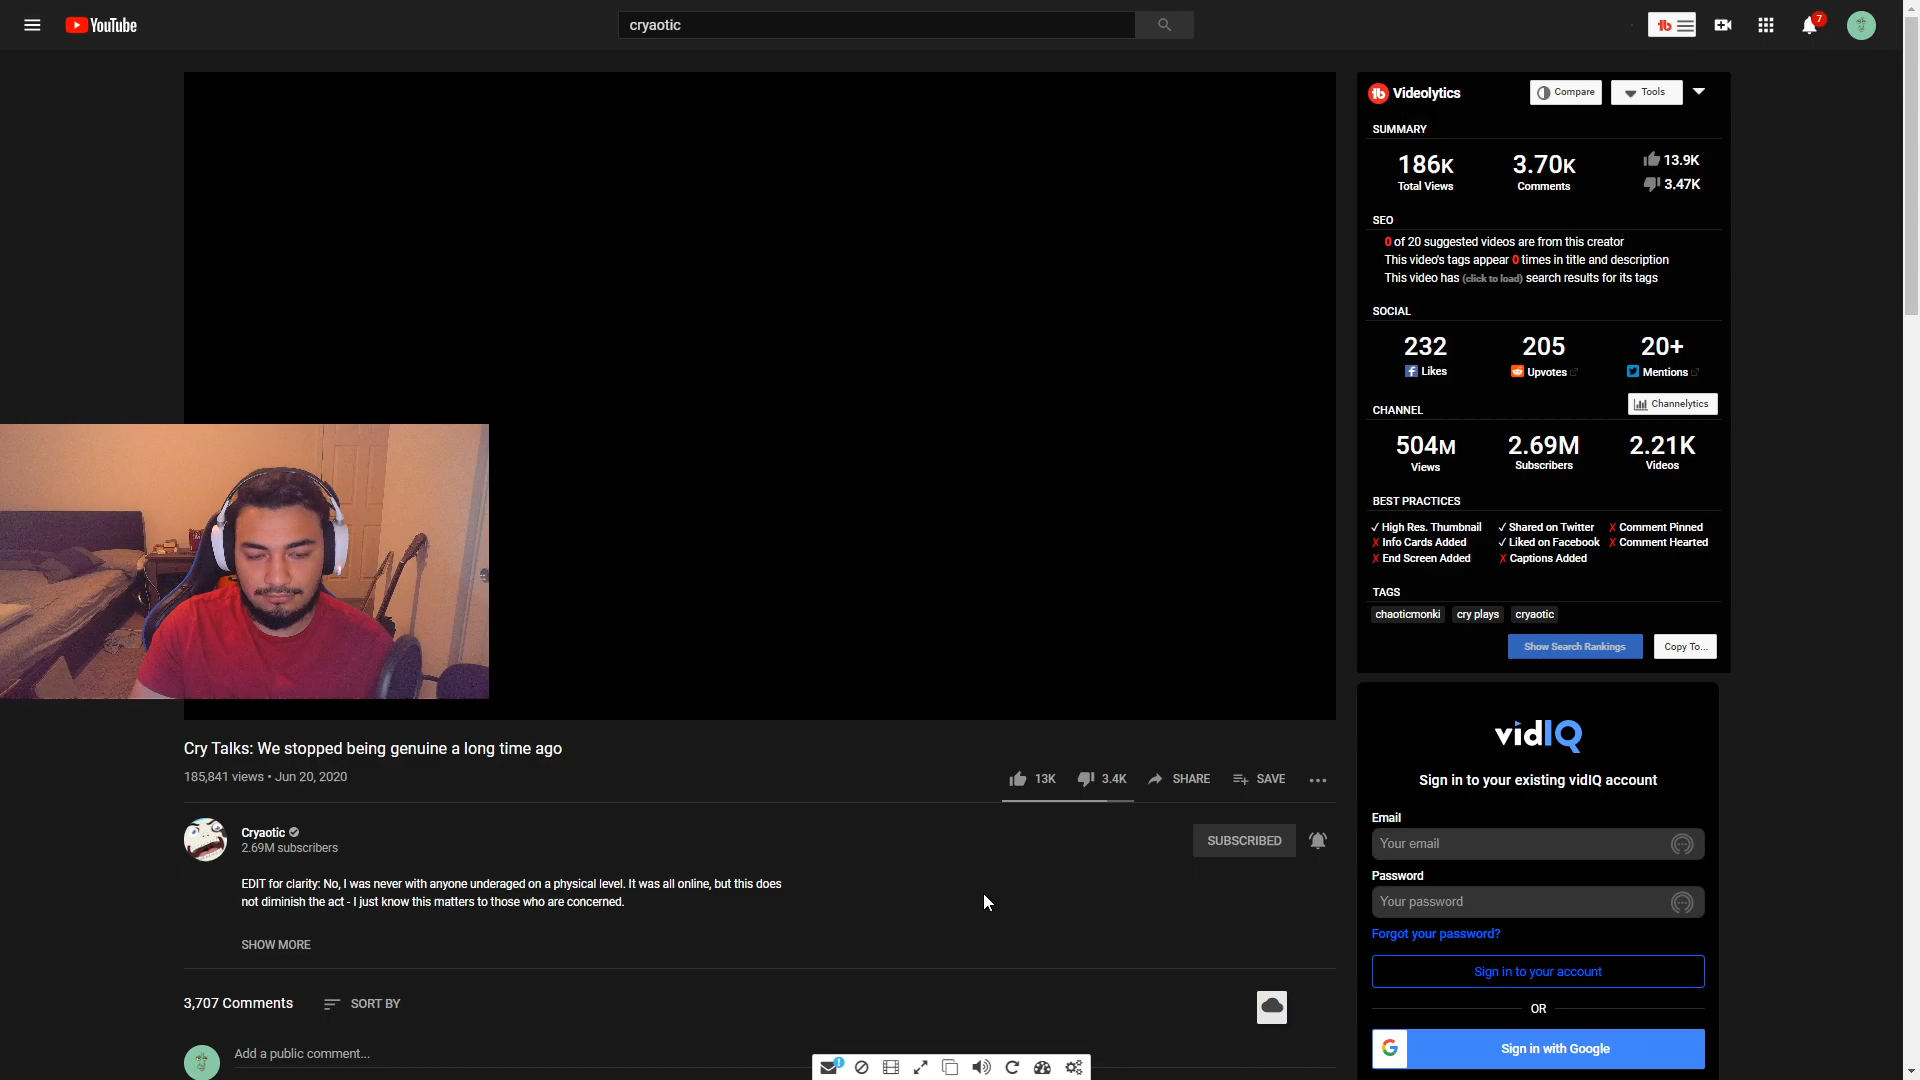 YouTube
cryaotic
7
Videolytics
Compare
Tools
SUMMARY
186K
Total Views
3.70K
Comments
13.9K
3.47K
SEO
0 of 20 suggested videos are from this creator
This video's tags appear 0 times in title and description
This video has (click to load) search results for its tags
SOCIAL
232
Likes
205
Upvotes
20+
Mentions
CHANNEL
Channelytics
504M
Views
2.69M
Subscribers
2.21K
Videos
BEST PRACTICES
✓ High Res. Thumbnail ✓ Shared on Twitter X Comment Pinned
X Info Cards Added ✓ Liked on Facebook X Comment Hearted
X End Screen Added X Captions Added
TAGS
chaoticmonki cry plays cryaotic
Show Search Rankings
Copy To...
Cry Talks: We stopped being genuine a long time ago
185,841 views • Jun 20, 2020
13K
3.4K
SHARE
SAVE
Cryaotic
2.69M subscribers
SUBSCRIBED
EDIT for clarity: No, I was never with anyone underaged on a physical level. It was all online, but this does
not diminish the act - I just know this matters to those who are concerned.
SHOW MORE
3,707 Comments
SORT BY
Add a public comment...
vidIQ
Sign in to your existing vidIQ account
Email
Your email
Password
Your password
Forgot your password?
Sign in to your account
OR
Sign in with Google